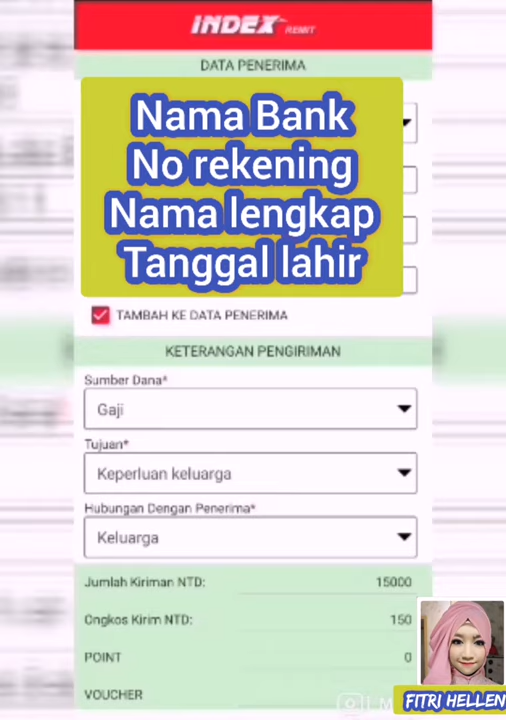 INDEX REMIT
DATA PENERIMA
Nama Bank
No rekening
Nama lengkap
Tanggal lahir
TAMBAH KE DATA PENERIMA
KETERANGAN PENGIRIMAN
Sumber Dana*
Gaji
Tujuan*
Keperluan keluarga
Hubungan Dengan Penerima*
Keluarga
Jumlah Kiriman NTD: 15000
Ongkos Kirim NTD: 150
POINT 0
VOUCHER
FITRI HELLEN